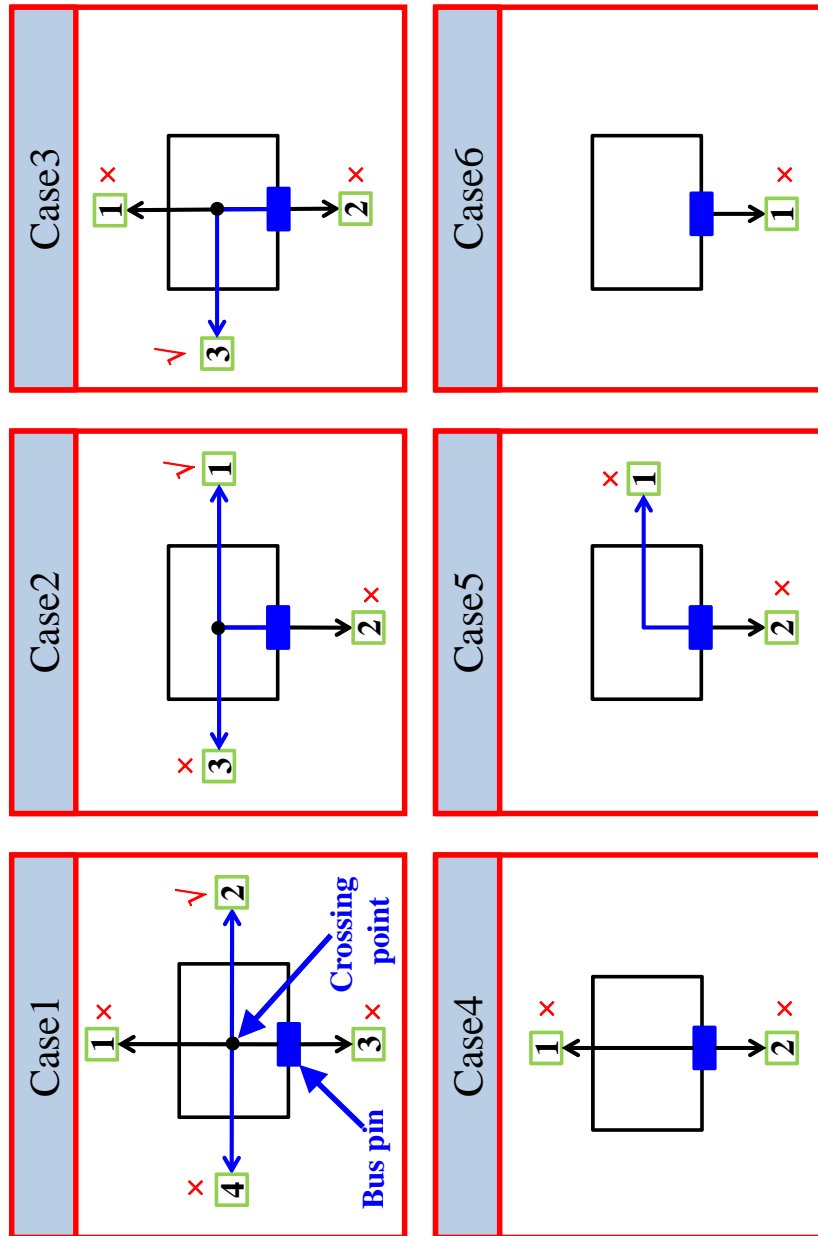 Case1
1 ×
× √
4 2
Crossing
point
Bus pin
3 ×
Case2
× √
3 1
2 ×
Case3
1 ×
√
3
2 ×
Case4
1 ×
2 ×
Case5
×
1
2 ×
Case6
1 ×